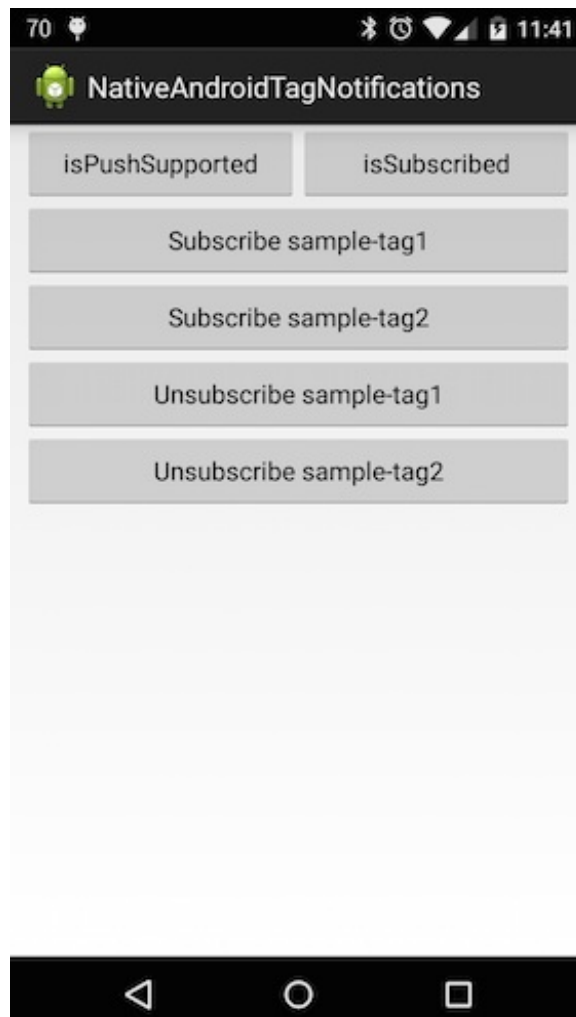 70 11:41
NativeAndroidTagNotifications
isPushSupported isSubscribed
Subscribe sample-tag1
Subscribe sample-tag2
Unsubscribe sample-tag1
Unsubscribe sample-tag2